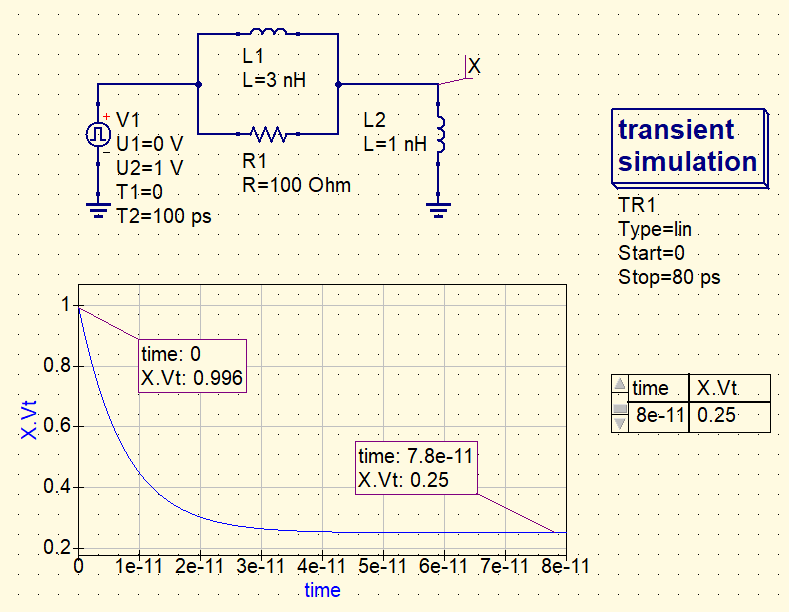 L1
L=3 nH
X
V1
U1=0 V
U2=1 V
T1=0
T2=100 ps
+
R1
R=100 Ohm
L2
L=1 nH
transient
simulation
TR1
Type=lin
Start=0
Stop=80 ps
1
0.8
0.6
0.4
0.2
X.Vt
time: 0
X.Vt: 0.996
time: 7.8e-11
X.Vt: 0.25
0 1e-11 2e-11 3e-11 4e-11 5e-11 6e-11 7e-11 8e-11
time
time X.Vt
8e-11 0.25